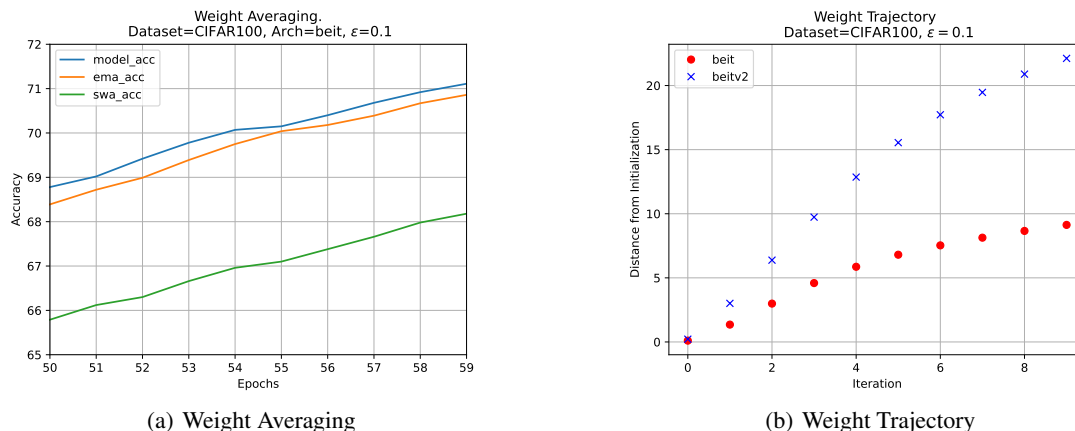 Weight Averaging.
Dataset=CIFAR100, Arch=beit, ε=0.1
72
71
70
69
68
67
66
65
model_acc
ema_acc
swa_acc
Accuracy
50 51 52 53 54 55 56 57 58 59
Epochs
(a) Weight Averaging
Weight Trajectory
Dataset=CIFAR100, ε = 0.1
beit
beitv2
20
15
10
5
0
Distance from Initialization
0 2 4 6 8
Iteration
(b) Weight Trajectory